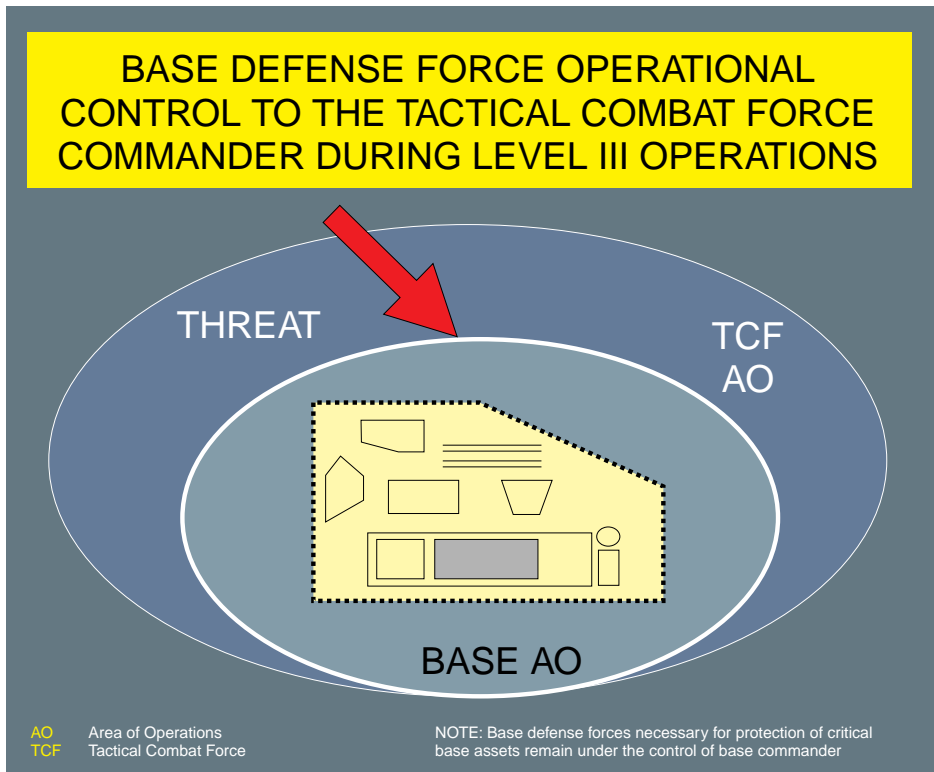 BASE DEFENSE FORCE OPERATIONAL
CONTROL TO THE TACTICAL COMBAT FORCE
COMMANDER DURING LEVEL III OPERATIONS
THREAT
TCF
AO
BASE AO
AO Area of Operations
TCF Tactical Combat Force
NOTE: Base defense forces necessary for protection of critical
base assets remain under the control of base commander